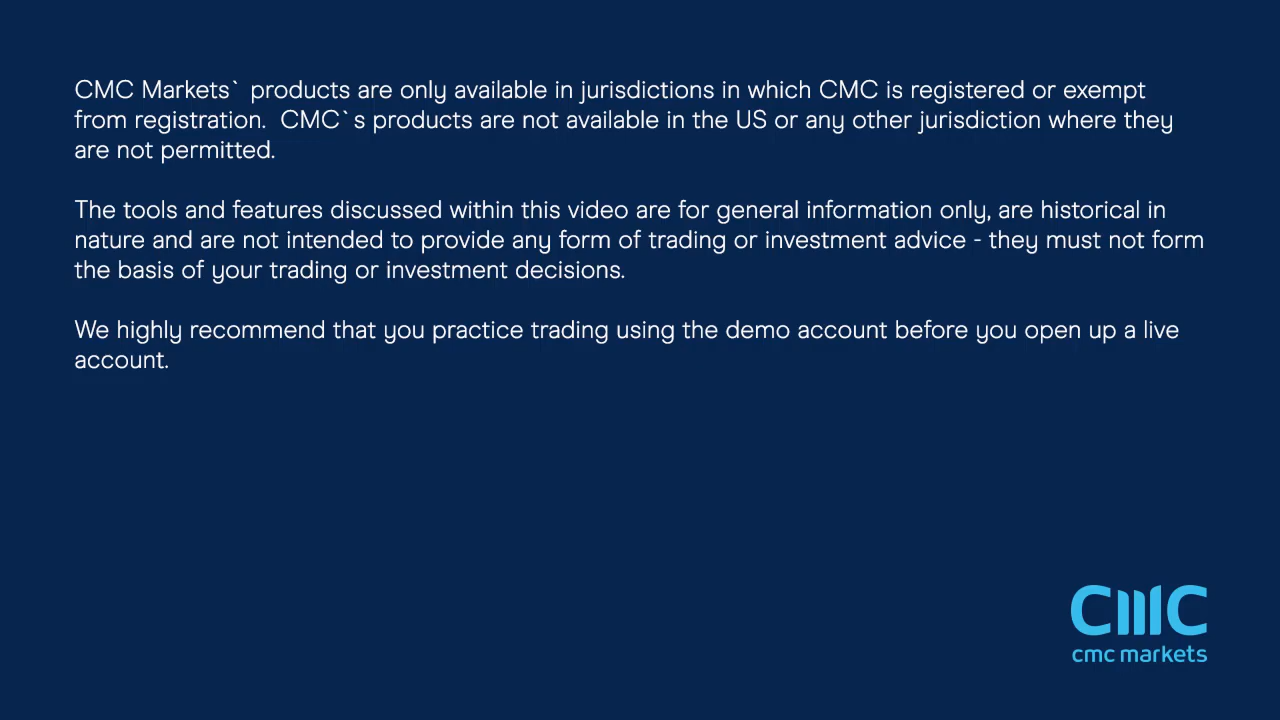 CMC Markets` products are only available in jurisdictions in which CMC is registered or exempt
from registration.  CMC`s products are not available in the US or any other jurisdiction where they
are not permitted.
The tools and features discussed within this video are for general information only, are historical in
nature and are not intended to provide any form of trading or investment advice - they must not form
the basis of your trading or investment decisions.
We highly recommend that you practice trading using the demo account before you open up a live
account.
CMC
cmc markets